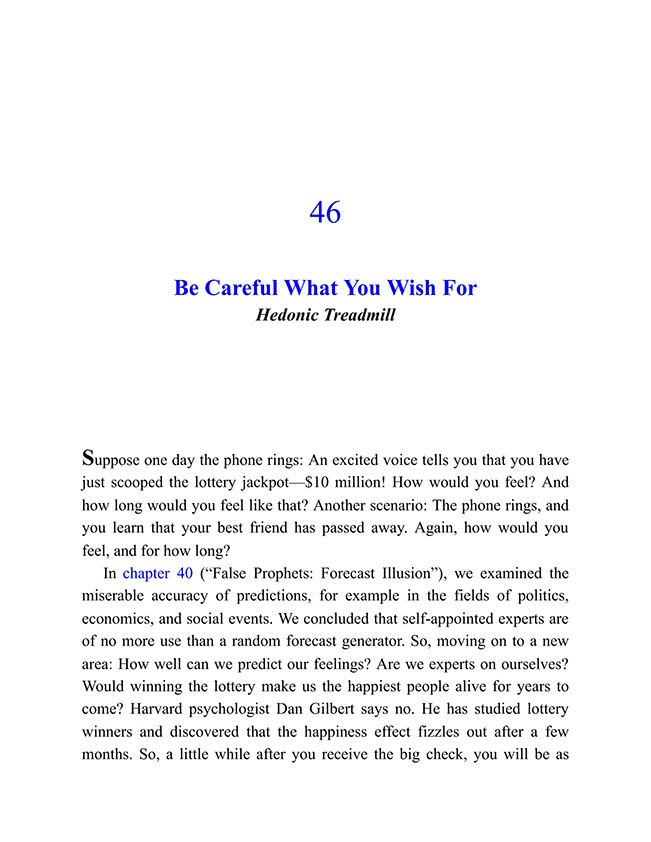 46
Be Careful What You Wish For
Hedonic Treadmill
Suppose one day the phone rings: An excited voice tells you that you have
just scooped the lottery jackpot—$10 million! How would you feel? And
how long would you feel like that? Another scenario: The phone rings, and
you learn that your best friend has passed away. Again, how would you
feel, and for how long?
In chapter 40 (“False Prophets: Forecast Illusion”), we examined the
miserable accuracy of predictions, for example in the fields of politics,
economics, and social events. We concluded that self-appointed experts are
of no more use than a random forecast generator. So, moving on to a new
area: How well can we predict our feelings? Are we experts on ourselves?
Would winning the lottery make us the happiest people alive for years to
come? Harvard psychologist Dan Gilbert says no. He has studied lottery
winners and discovered that the happiness effect fizzles out after a few
months. So, a little while after you receive the big check, you will be as